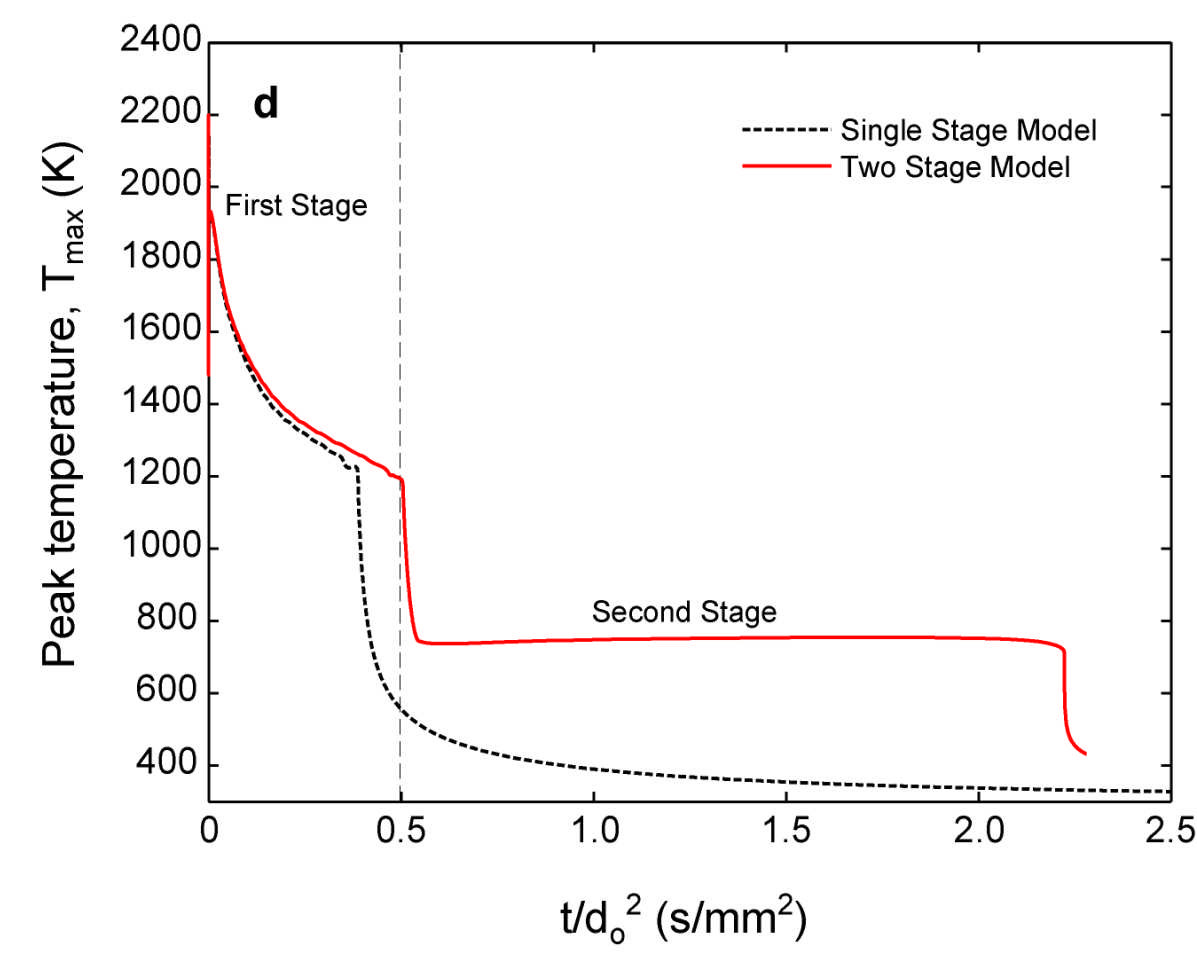 2400
2200
2000
1800
1600
1400
1200
1000
800
600
400
Peak temperature, Tmax (K)
d
Single Stage Model
Two Stage Model
First Stage
Second Stage
0 0.5 1.0 1.5 2.0 2.5
t/do² (s/mm²)